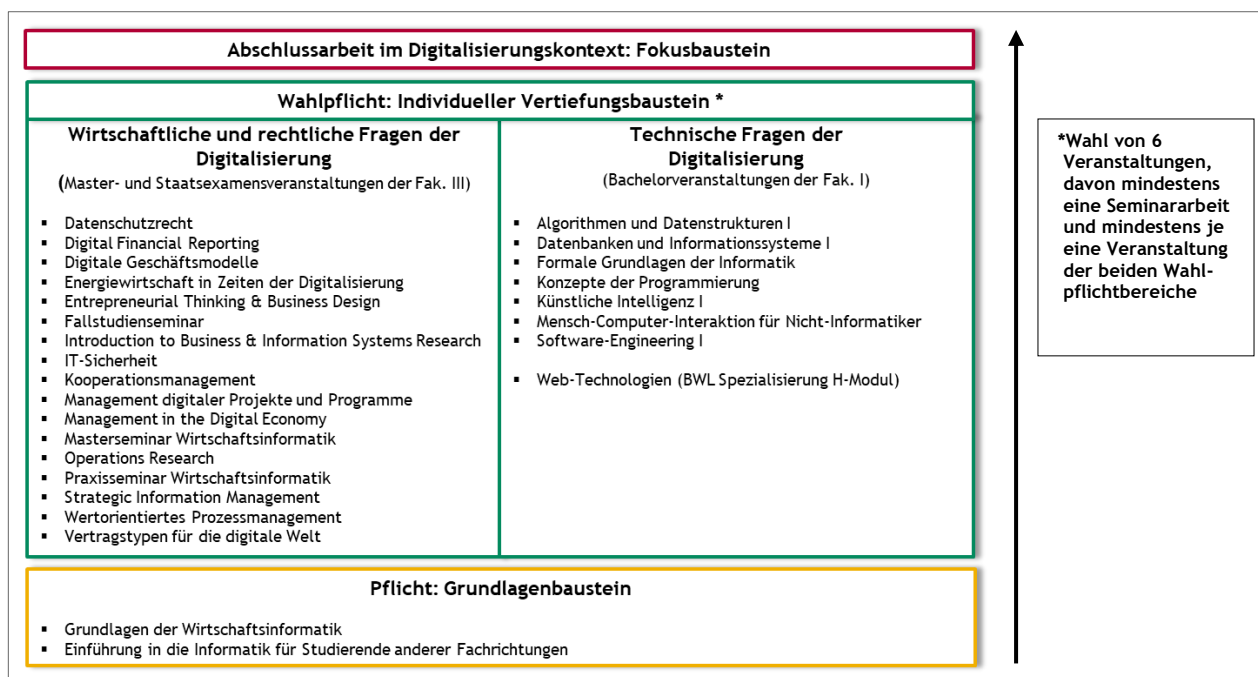 Abschlussarbeit im Digitalisierungskontext: Fokusbaustein
Wahlpflicht: Individueller Vertiefungsbaustein *
Wirtschaftliche und rechtliche Fragen der
Digitalisierung
(Master- und Staatsexamensveranstaltungen der Fak. III)
▪ Datenschutzrecht
▪ Digital Financial Reporting
▪ Digitale Geschäftsmodelle
▪ Energiewirtschaft in Zeiten der Digitalisierung
▪ Entrepreneurial Thinking & Business Design
▪ Fallstudienseminar
▪ Introduction to Business & Information Systems Research
▪ IT-Sicherheit
▪ Kooperationsmanagement
▪ Management digitaler Projekte und Programme
▪ Management in the Digital Economy
▪ Masterseminar Wirtschaftsinformatik
▪ Operations Research
▪ Praxisseminar Wirtschaftsinformatik
▪ Strategic Information Management
▪ Wertorientiertes Prozessmanagement
▪ Vertragstypen für die digitale Welt
Technische Fragen der
Digitalisierung
(Bachelorveranstaltungen der Fak. I)
▪ Algorithmen und Datenstrukturen I
▪ Datenbanken und Informationssysteme I
▪ Formale Grundlagen der Informatik
▪ Konzepte der Programmierung
▪ Künstliche Intelligenz I
▪ Mensch-Computer-Interaktion für Nicht-Informatiker
▪ Software-Engineering I
▪ Web-Technologien (BWL Spezialisierung H-Modul)
Pflicht: Grundlagenbaustein
▪ Grundlagen der Wirtschaftsinformatik
▪ Einführung in die Informatik für Studierende anderer Fachrichtungen
*Wahl von 6
Veranstaltungen,
davon mindestens
eine Seminararbeit
und mindestens je
eine Veranstaltung
der beiden Wahl-
pflichtbereiche